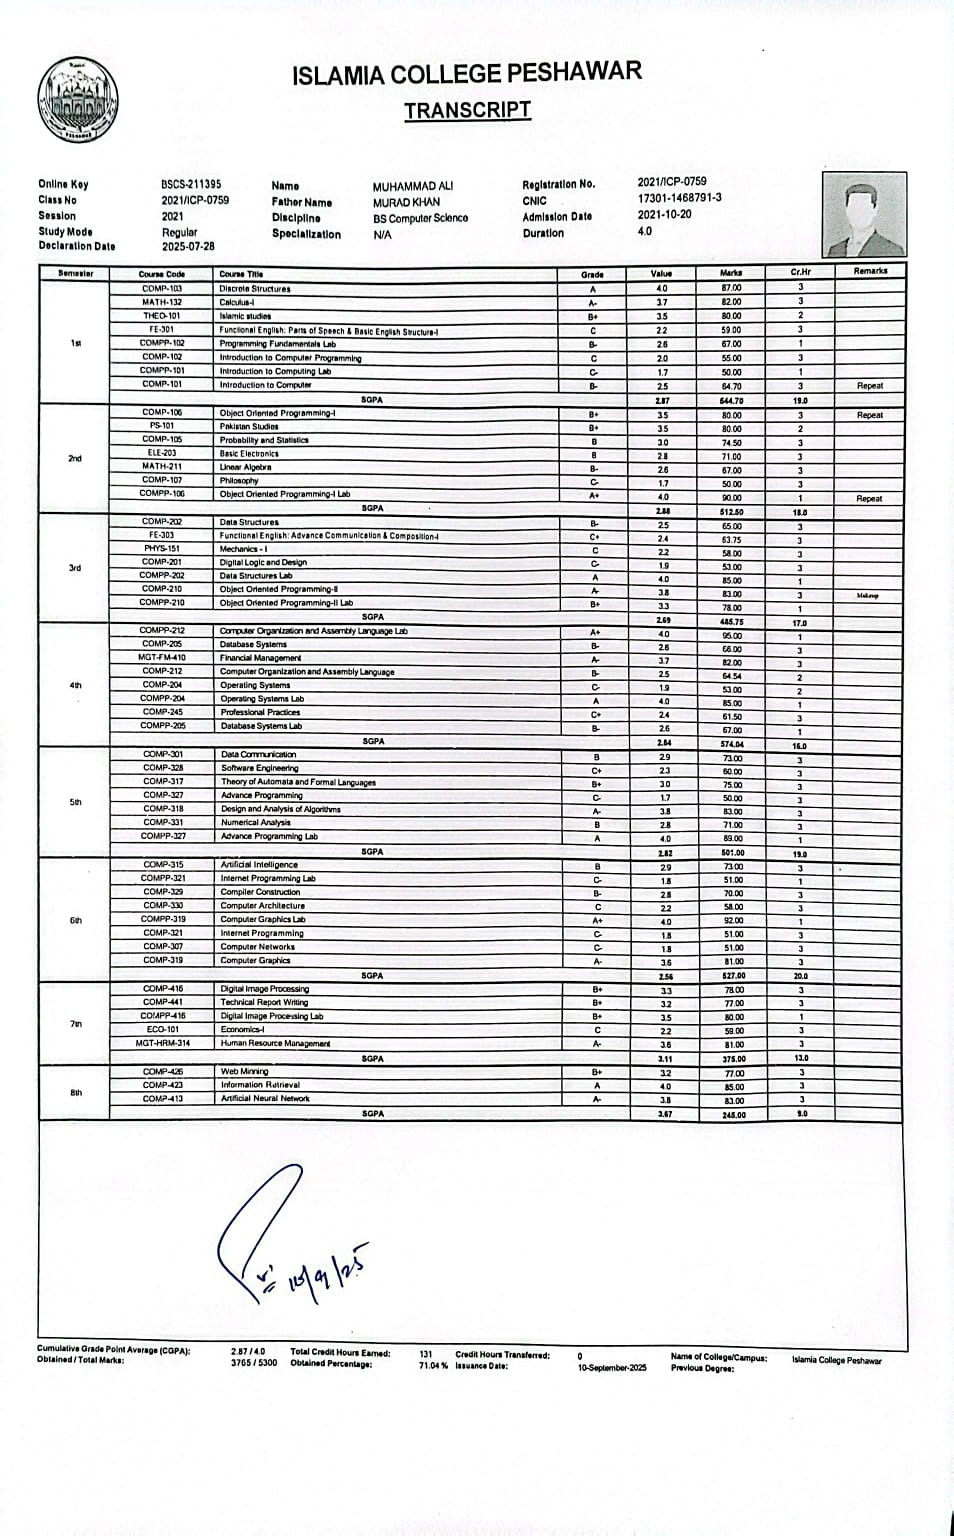 ISLAMIA COLLEGE PESHAWAR
TRANSCRIPT
Online Key BSCS-211395 Name MUHAMMAD ALI Registration No. 2021/ICP-0759
Class No 2021/ICP-0759 Father Name MURAD KHAN CNIC 17301-1468791-3
Session 2021 Discipline BS Computer Science Admission Date 2021-10-20
Study Mode Regular Specialization N/A Duration 4.0
Declaration Date 2025-07-28
Semester Course Code Course Title Grade Value Marks Cr.Hr Remarks
1st
COMP-103 Discrete Structures A 4.0 87.00 3
MATH-132 Calculus-I A- 3.7 82.00 3
THEO-101 Islamic studies B+ 3.5 80.00 2
FE-301 Functional English: Parts of Speech & Basic English Structure-I C 2.2 59.00 3
COMPP-102 Programming Fundamentals Lab B- 2.6 67.00 1
COMP-102 Introduction to Computer Programming C 2.0 55.00 3
COMPP-101 Introduction to Computing Lab C- 1.7 50.00 1
COMP-101 Introduction to Computer B- 2.5 64.70 3 Repeat
SGPA 2.87 544.70 19.0
2nd
COMP-106 Object Oriented Programming-I B+ 3.5 80.00 3 Repeat
PS-101 Pakistan Studies B+ 3.5 80.00 2
COMP-105 Probability and Statistics B 3.0 74.50 3
ELE-203 Basic Electronics B 2.8 71.00 3
MATH-211 Linear Algebra B- 2.6 67.00 3
COMP-107 Philosophy C- 1.7 50.00 3
COMPP-106 Object Oriented Programming-I Lab A+ 4.0 90.00 1 Repeat
SGPA 2.88 512.50 18.0
3rd
COMP-202 Data Structures B- 2.5 65.00 3
FE-303 Functional English: Advance Communication & Composition-I C+ 2.4 63.75 3
PHYS-151 Mechanics - I C 2.2 58.00 3
COMP-201 Digital Logic and Design C- 1.9 53.00 3
COMPP-202 Data Structures Lab A 4.0 85.00 1
COMP-210 Object Oriented Programming-II A- 3.8 83.00 3 Makeup
COMPP-210 Object Oriented Programming-II Lab B+ 3.3 78.00 1
SGPA 2.69 485.75 17.0
4th
COMPP-212 Computer Organization and Assembly Language Lab A+ 4.0 95.00 1
COMP-205 Database Systems B- 2.6 66.00 3
MGT-FM-410 Financial Management A- 3.7 82.00 3
COMP-212 Computer Organization and Assembly Language B- 2.5 64.54 2
COMP-204 Operating Systems C- 1.9 53.00 2
COMPP-204 Operating Systems Lab A 4.0 85.00 1
COMP-245 Professional Practices C+ 2.4 61.50 3
COMPP-205 Database Systems Lab B- 2.6 67.00 1
SGPA 2.84 574.04 16.0
5th
COMP-301 Data Communication B 2.9 73.00 3
COMP-328 Software Engineering C+ 2.3 60.00 3
COMP-317 Theory of Automata and Formal Languages B+ 3.0 75.00 3
COMP-327 Advance Programming C- 1.7 50.00 3
COMP-318 Design and Analysis of Algorithms A- 3.8 83.00 3
COMP-331 Numerical Analysis B 2.8 71.00 3
COMPP-327 Advance Programming Lab A 4.0 89.00 1
SGPA 2.82 501.00 19.0
6th
COMP-315 Artificial Intelligence B 2.9 73.00 3
COMPP-321 Internet Programming Lab C- 1.8 51.00 1
COMP-329 Compiler Construction B- 2.8 70.00 3
COMP-330 Computer Architecture C 2.2 58.00 3
COMPP-319 Computer Graphics Lab A+ 4.0 92.00 1
COMP-321 Internet Programming C- 1.8 51.00 3
COMP-307 Computer Networks C- 1.8 51.00 3
COMP-319 Computer Graphics A- 3.6 81.00 3
SGPA 2.56 527.00 20.0
7th
COMP-416 Digital Image Processing B+ 3.3 78.00 3
COMP-441 Technical Report Writing B+ 3.2 77.00 3
COMPP-416 Digital Image Processing Lab B+ 3.5 80.00 1
ECO-101 Economics-I C 2.2 59.00 3
MGT-HRM-314 Human Resource Management A- 3.6 81.00 3
SGPA 3.11 375.00 13.0
8th
COMP-426 Web Minning B+ 3.2 77.00 3
COMP-423 Information Retrieval A 4.0 85.00 3
COMP-413 Artificial Neural Network A- 3.8 83.00 3
SGPA 3.67 245.00 9.0
Cumulative Grade Point Average (CGPA): 2.87 / 4.0 Total Credit Hours Earned: 131 Credit Hours Transferred: 0 Name of College/Campus: Islamia College Peshawar
Obtained / Total Marks: 3765 / 5300 Obtained Percentage: 71.04 % Issuance Date: 10-September-2025 Previous Degree: